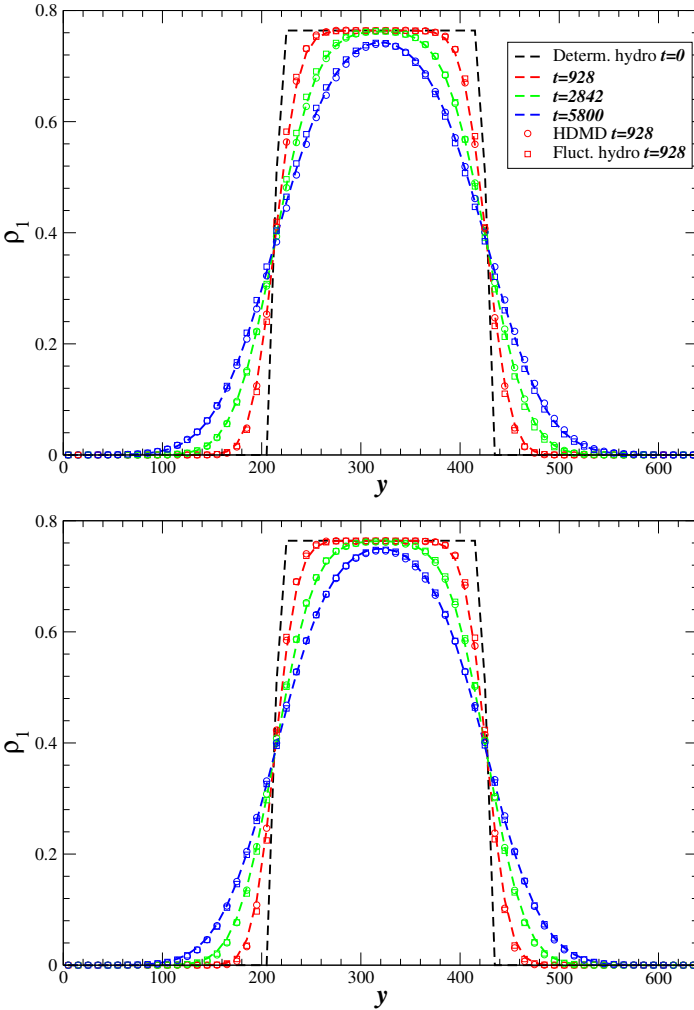 0.8
0.6
0.4
0.2
0
ρ₁
Determ. hydro t=0
t=928
t=2842
t=5800
HDMD t=928
Fluct. hydro t=928
0 100 200 300 400 500 600
y
0.8
0.6
0.4
0.2
0
ρ₁
0 100 200 300 400 500 600
y